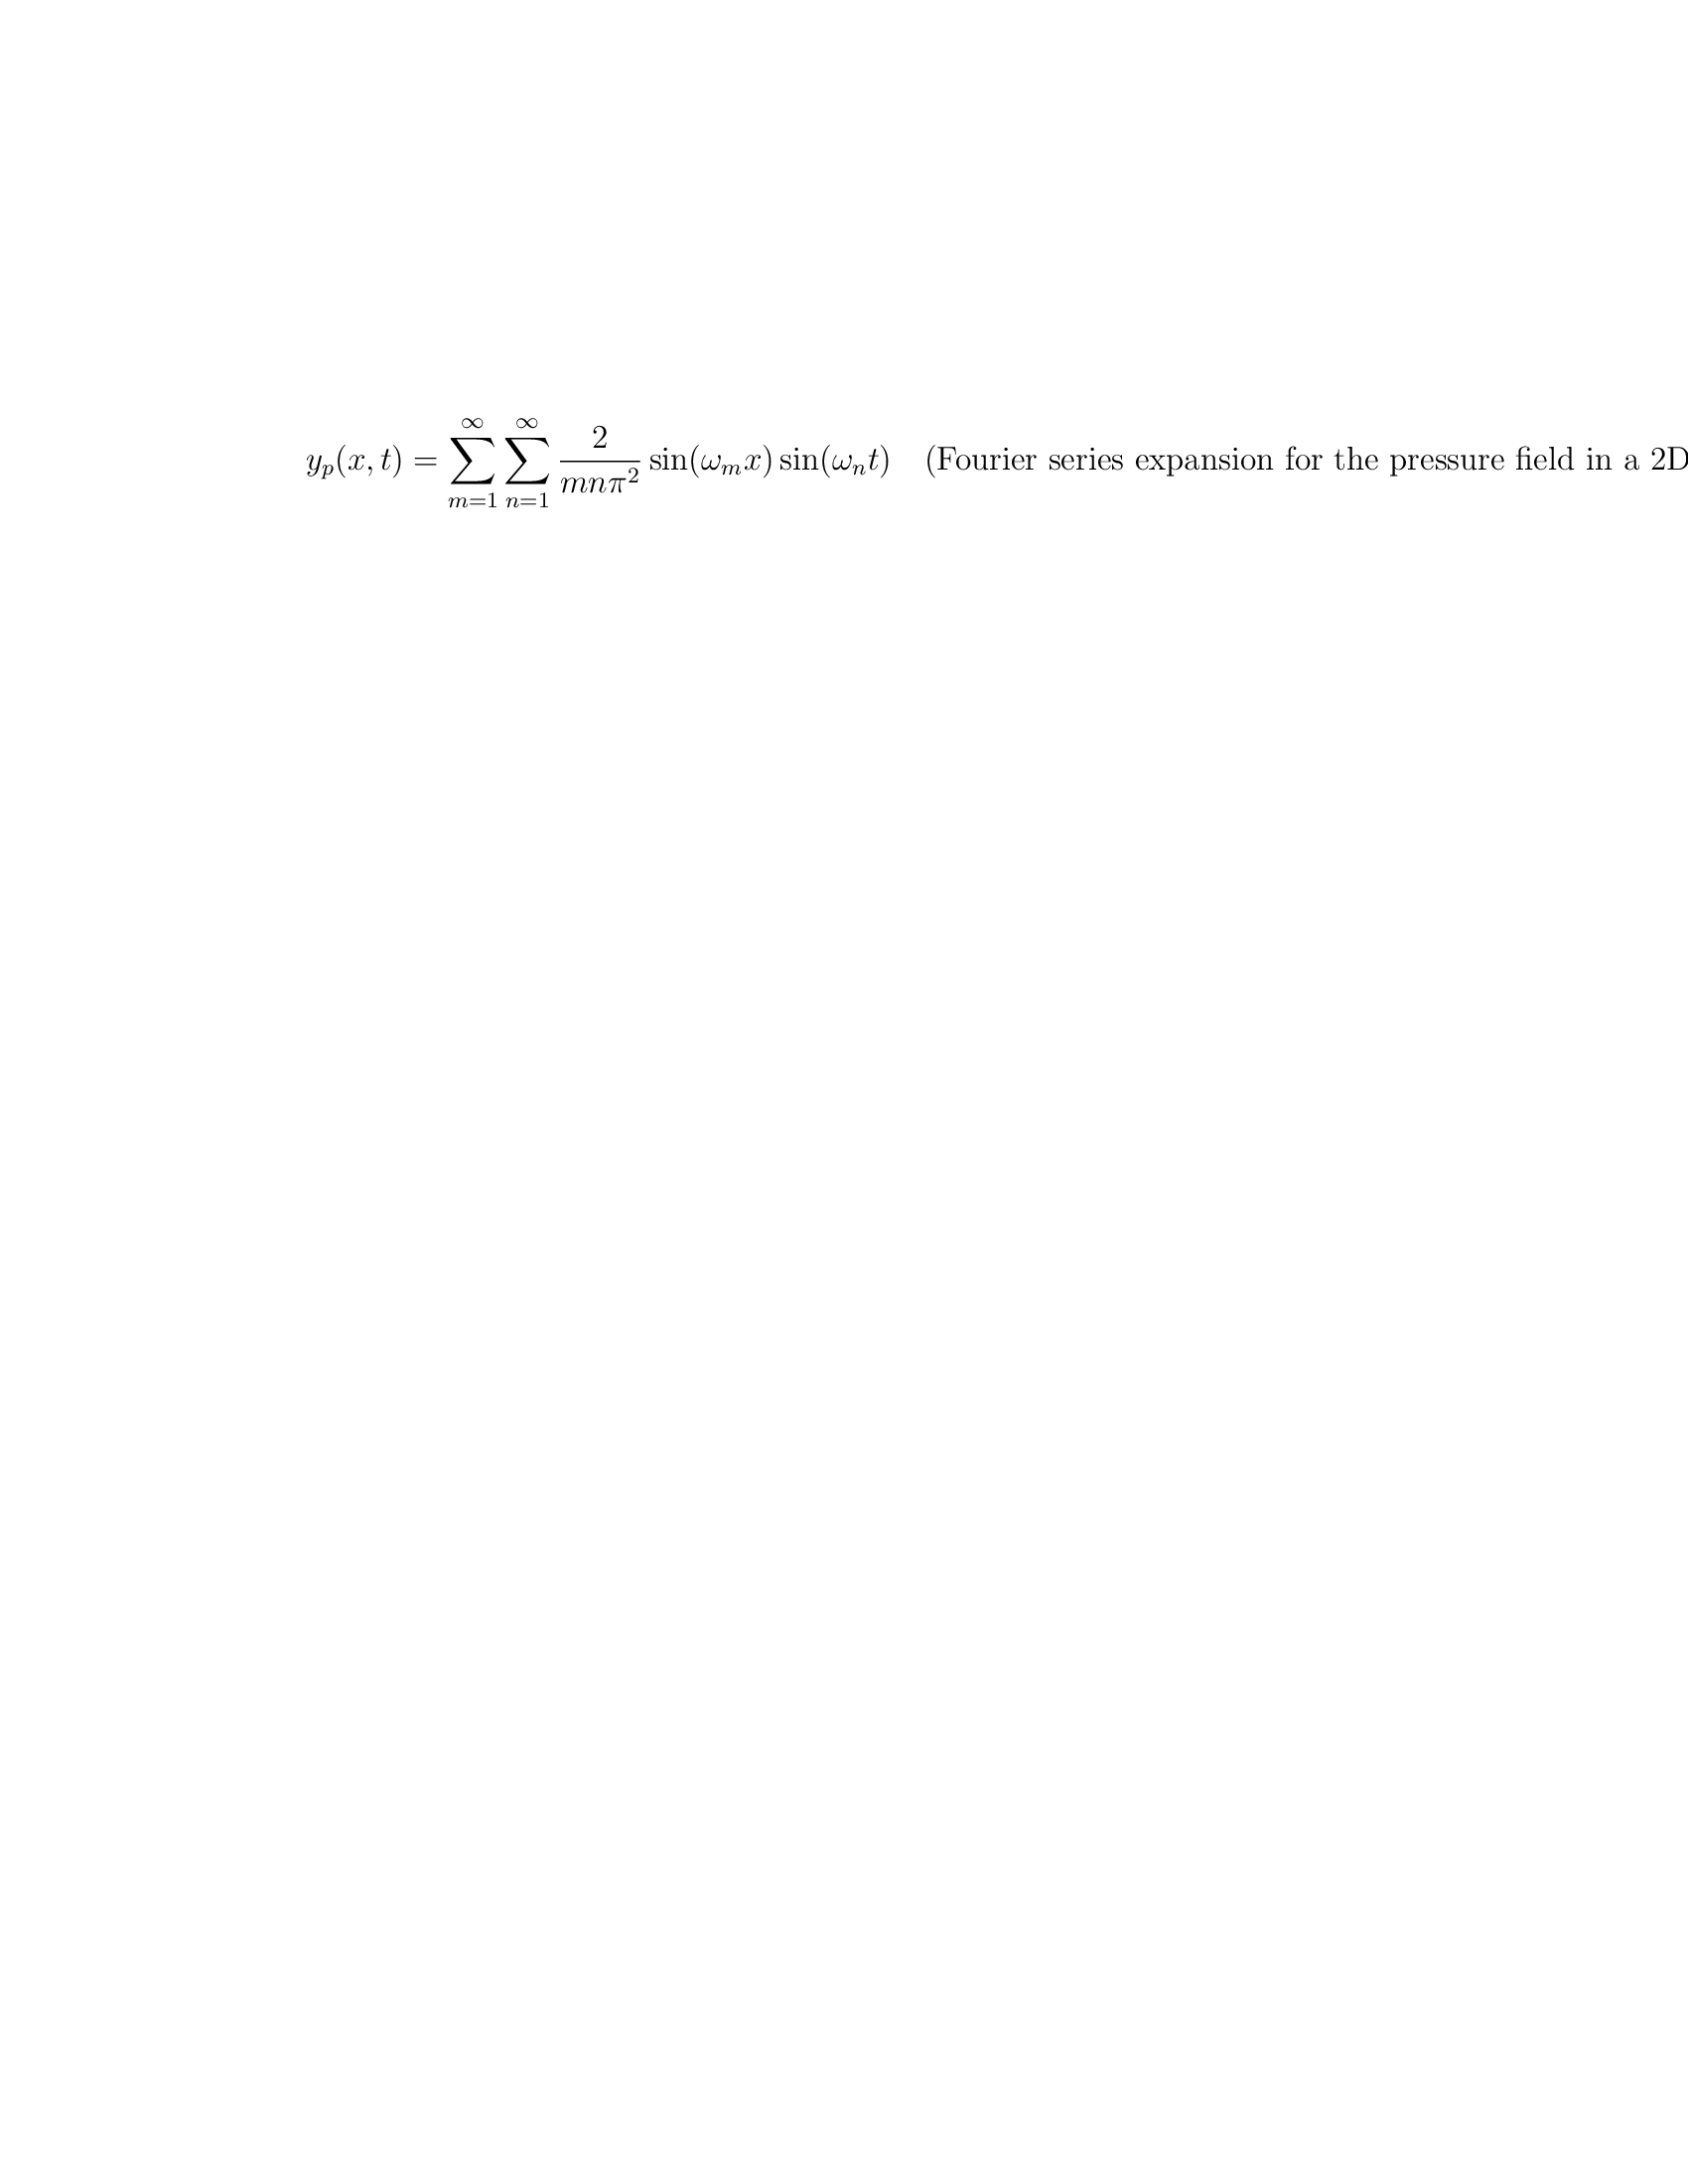 $y_p(x,t) = \sum_{m=1}^{\infty} \sum_{n=1}^{\infty} \frac{2}{mn\pi^2} \sin(\omega_m x) \sin(\omega_n t)$ (Fourier series expansion for the pressure field in a 2D